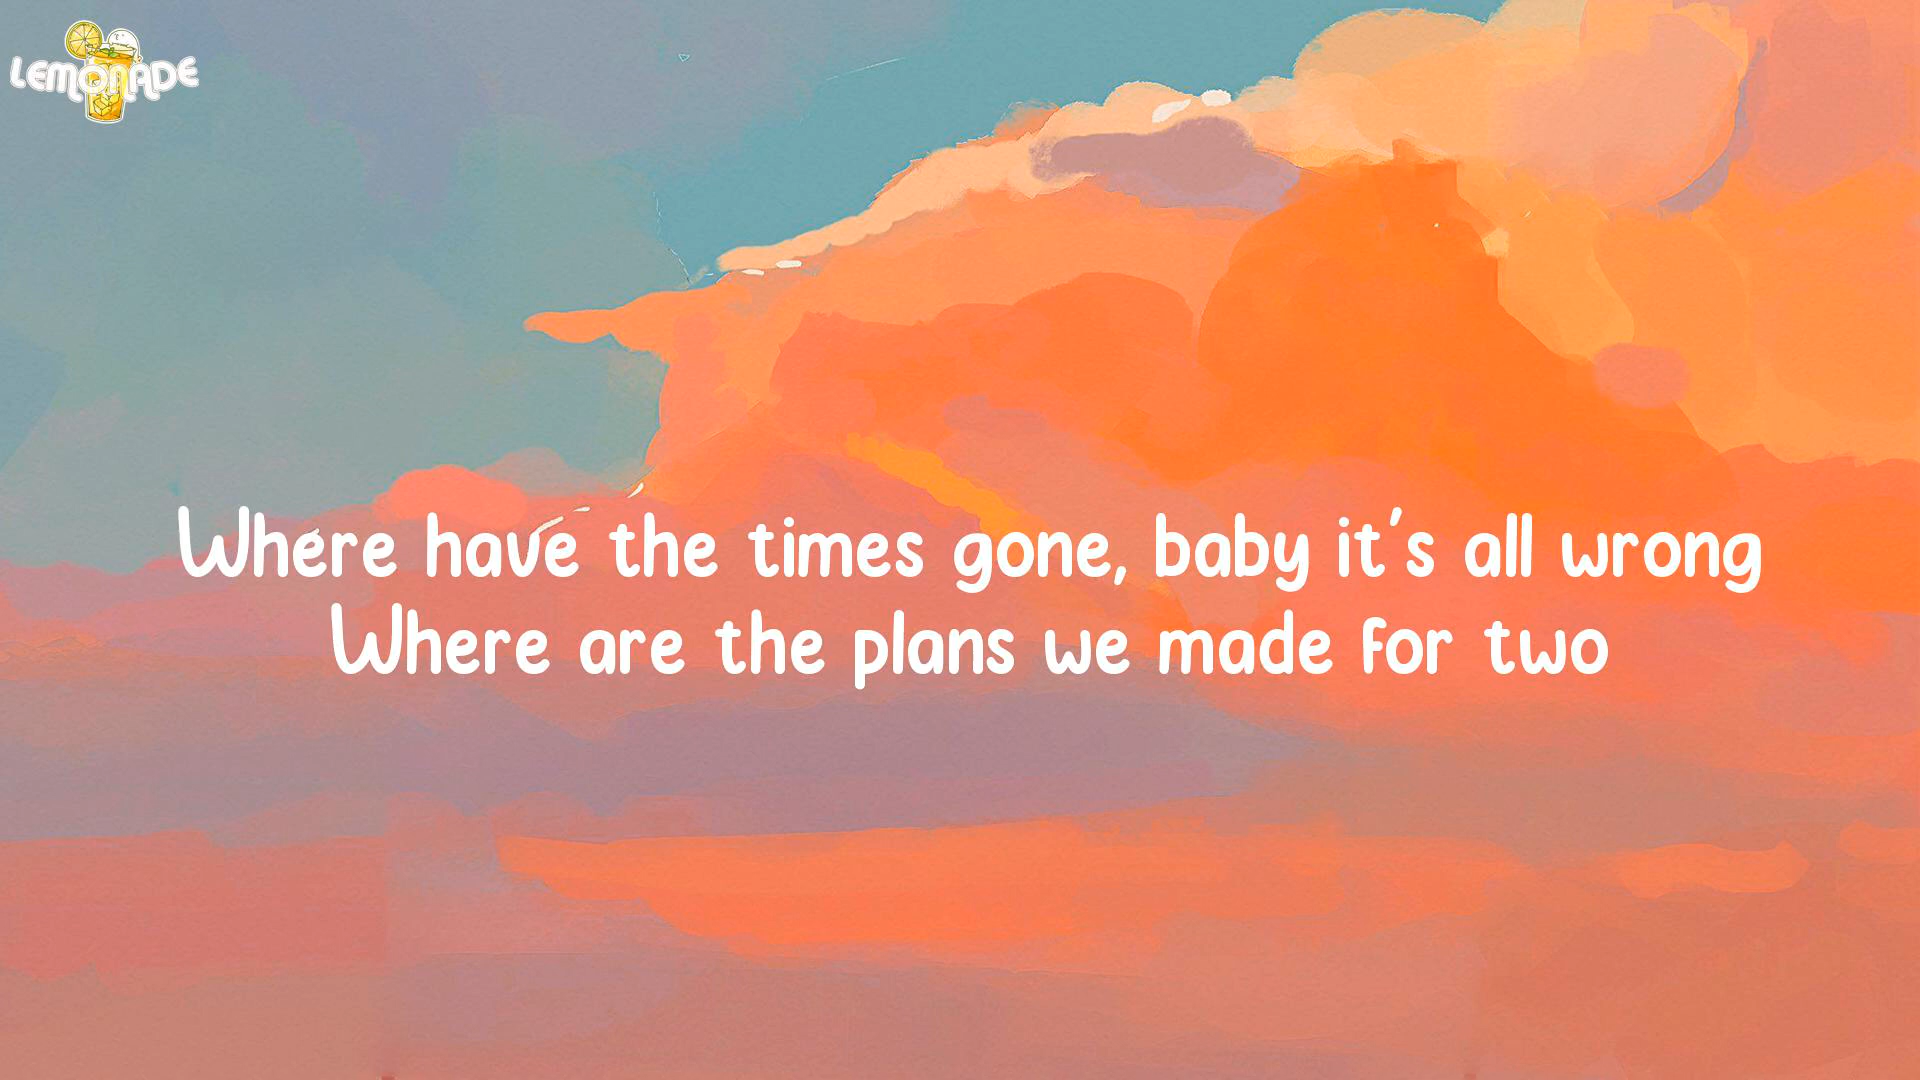 LEMONADE
Where have the times gone, baby it's all wrong
Where are the plans we made for two